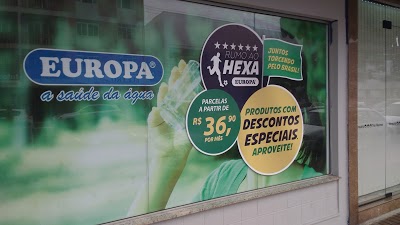 EUROPA®
a saúde da água
RUMO AO
HEXA
EUROPA
JUNTOS
TORCENDO
PELO BRASIL!
PARCELAS
A PARTIR DE
R$ 36,90
POR MÊS
PRODUTOS COM
DESCONTOS
ESPECIAIS.
APROVEITE!